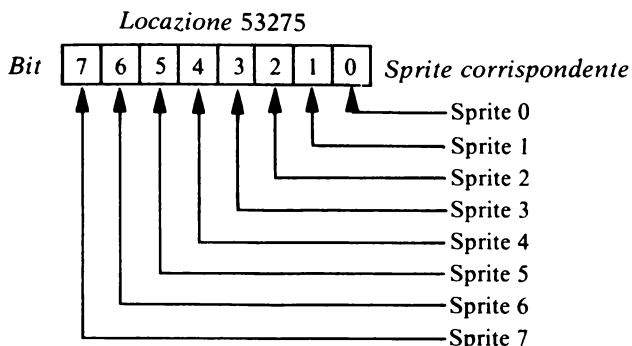 Locazione 53275
Bit 7 6 5 4 3 2 1 0 Sprite corrispondente
Sprite 0
Sprite 1
Sprite 2
Sprite 3
Sprite 4
Sprite 5
Sprite 6
Sprite 7